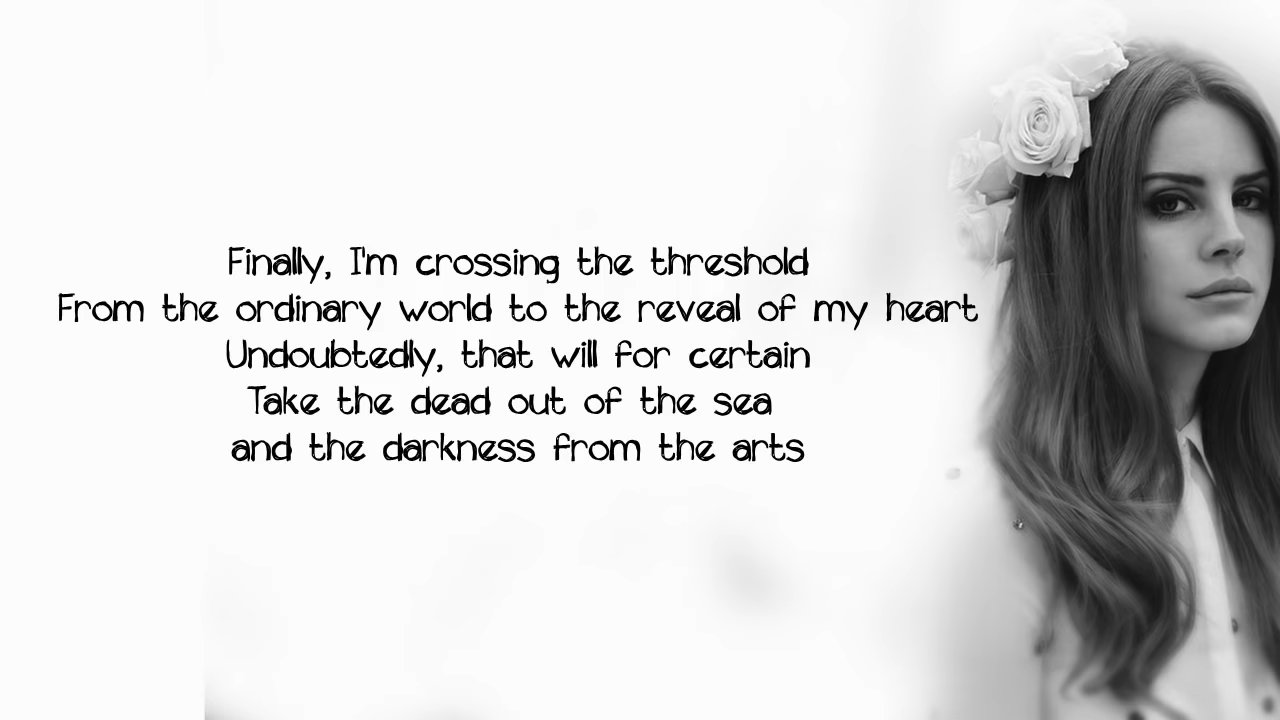 Finally, I'm crossing the threshold
From the ordinary world to the reveal of my heart
Undoubtedly, that will for certain
Take the dead out of the sea
and the darkness from the arts